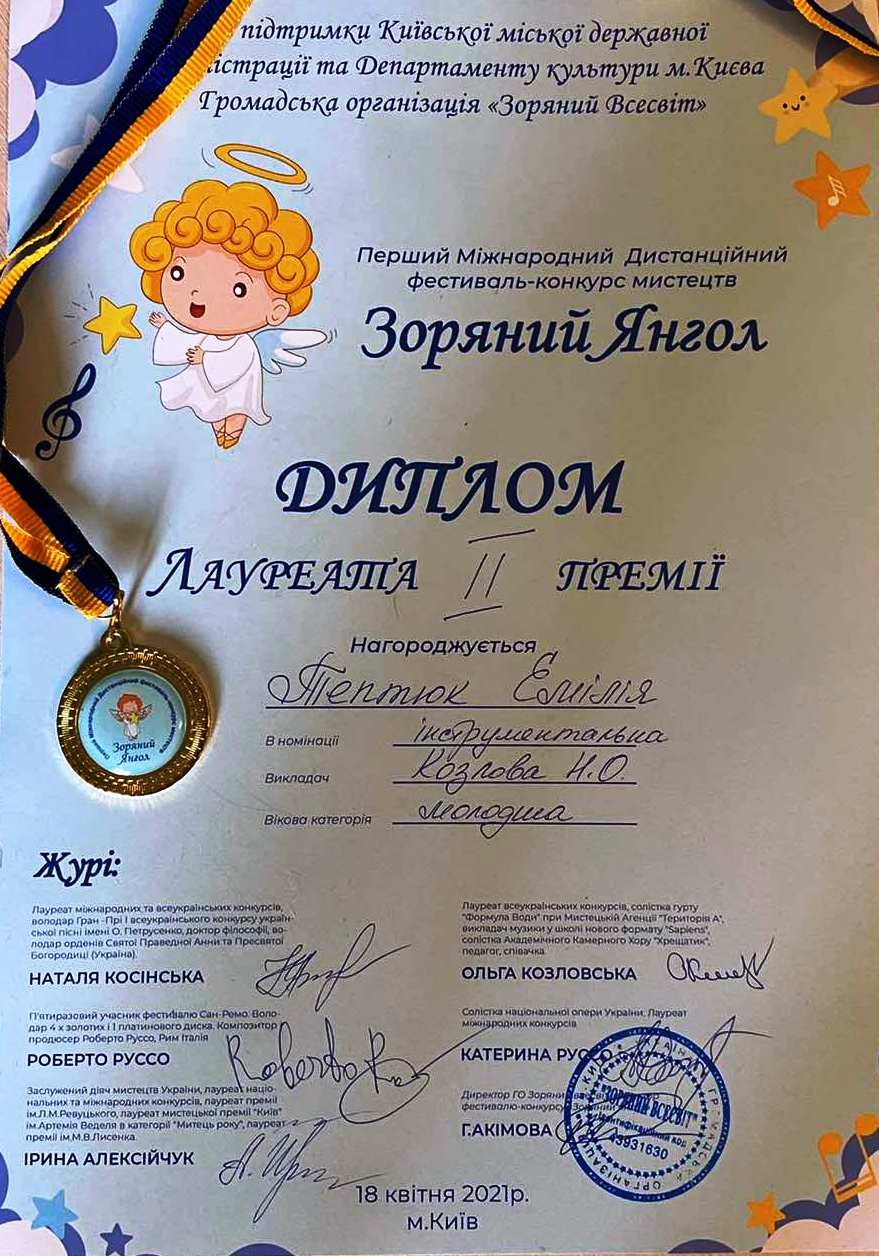 підтримки Київської міської державної
та Департаменту культури м.Києва
Громадська організація «Зоряний Всесвіт»
Перший Міжнародний Дистанційний
фестиваль-конкурс мистецтв
Зоряний Янгол
ДИПЛОМ
ЛАУРЕАТА II ПРЕМІЇ
Нагороджується
Тептюк Емілія
В номінації інструментальна
Викладач Козлова Н.О.
Вікова категорія молодша
Зоряний
Янгол
Журі:
Лауреат міжнародних та всеукраїнських конкурсів,
володар Гран -Прі І всеукраїнського конкурсу україн-
ської пісні імені О. Петрусенко, доктор філософії, во-
лодар орденів Святої Праведної Анни та Пресвятої
Богородиці (Україна).
НАТАЛЯ КОСІНСЬКА
П'ятиразовий учасник фестивалю Сан-Ремо. Воло-
дар 4 х золотих і 1 платинового диска. Композитор
продюсер Роберто Руссо, Рим Італія
РОБЕРТО РУССО
Заслужений діяч мистецтв України, лауреат націо-
нальних та міжнародних конкурсів, лауреат премії
ім.Л.М.Ревуцького, лауреат мистецької премії "Київ"
ім.Артемія Веделя в категорії "Митець року", лауреат
премії ім.М.В.Лисенка.
ІРИНА АЛЕКСІЙЧУК
Лауреат всеукраїнських конкурсів, солістка гурту
"Формула Води" при Мистецькій Агенції "Територія А",
викладач музики у школі нового формату "Sapiens",
солістка Академічного Камерного Хору "Хрещатик",
педагог, співачка.
ОЛЬГА КОЗЛОВСЬКА
Солістка національної опери України. Лауреат
міжнародних конкурсів
КАТЕРИНА РУССО
Директор ГО Зоряний
фестивалю-конкурсу Зоряний
Г.АКІМОВА
"ЗОРЯНИЙ ВСЕСВІТ"
Ідентифікаційний код
43931630
18 квітня 2021р.
м.Київ